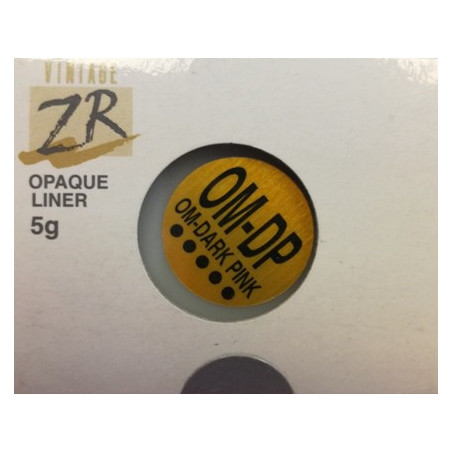 VINTAGE
ZR
OPAQUE
LINER
5g
OM-DP
OM-DARK PINK